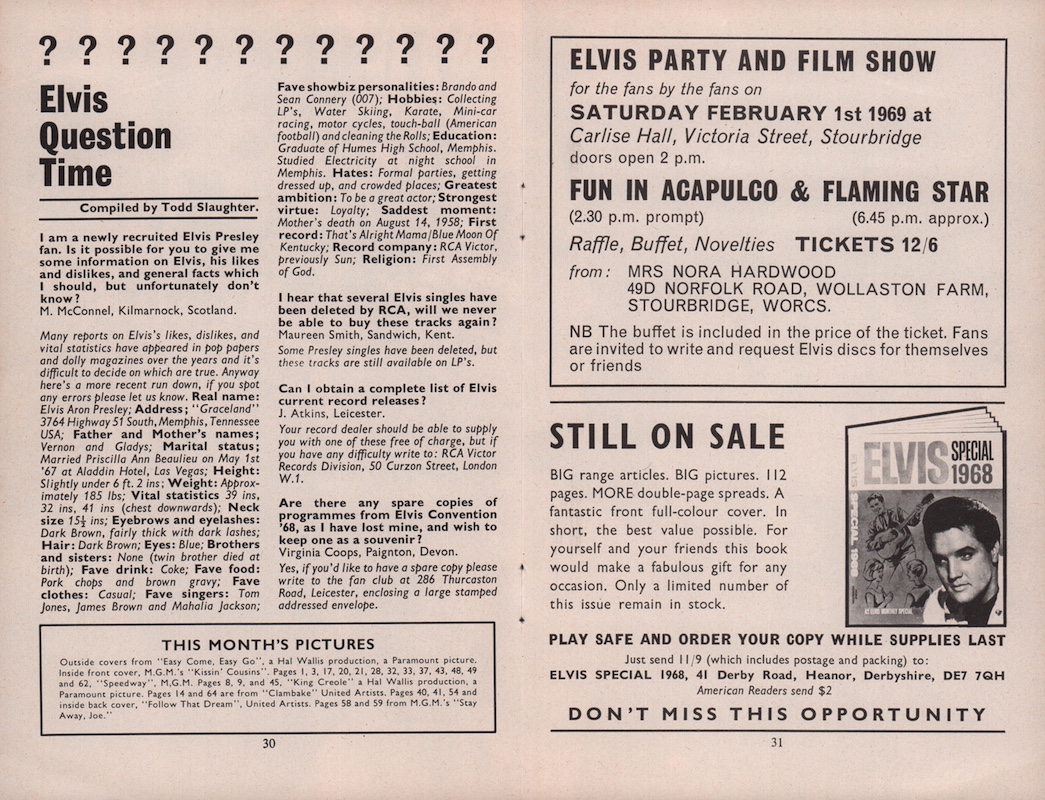 ? ? ? ? ? ? ? ? ? ? ? ?
Elvis
Question
Time
Compiled by Todd Slaughter.
I am a newly recruited Elvis Presley
fan. Is it possible for you to give me
some information on Elvis, his likes
and dislikes, and general facts which
I should, but unfortunately don't
know?
M. McConnel, Kilmarnock, Scotland.
Many reports on Elvis's likes, dislikes, and
vital statistics have appeared in pop papers
and dolly magazines over the years and it's
difficult to decide on which are true. Anyway
here's a more recent run down, if you spot
any errors please let us know. Real name:
Elvis Aron Presley; Address; "Graceland"
3764 Highway 51 South, Memphis, Tennessee
USA; Father and Mother's names;
Vernon and Gladys; Marital status;
Married Priscilla Ann Beaulieu on May 1st
'67 at Aladdin Hotel, Las Vegas; Height:
Slightly under 6 ft. 2 ins; Weight: Approx-
imately 185 lbs; Vital statistics 39 ins,
32 ins, 41 ins (chest downwards); Neck
size 15½ ins; Eyebrows and eyelashes:
Dark Brown, fairly thick with dark lashes;
Hair: Dark Brown; Eyes: Blue; Brothers
and sisters: None (twin brother died at
birth); Fave drink: Coke; Fave food:
Pork chops and brown gravy; Fave
clothes: Casual; Fave singers: Tom
Jones, James Brown and Mahalia Jackson;
Fave showbiz personalities: Brando and
Sean Connery (007); Hobbies: Collecting
LP's, Water Skiing, Karate, Mini-car
racing, motor cycles, touch-ball (American
football) and cleaning the Rolls; Education:
Graduate of Humes High School, Memphis.
Studied Electricity at night school in
Memphis. Hates: Formal parties, getting
dressed up, and crowded places; Greatest
ambition: To be a great actor; Strongest
virtue: Loyalty; Saddest moment:
Mother's death on August 14, 1958; First
record: That's Alright Mama/Blue Moon Of
Kentucky; Record company: RCA Victor,
previously Sun; Religion: First Assembly
of God.
I hear that several Elvis singles have
been deleted by RCA, will we never
be able to buy these tracks again?
Maureen Smith, Sandwich, Kent.
Some Presley singles have been deleted, but
these tracks are still available on LP's.
Can I obtain a complete list of Elvis
current record releases?
J. Atkins, Leicester.
Your record dealer should be able to supply
you with one of these free of charge, but if
you have any difficulty write to: RCA Victor
Records Division, 50 Curzon Street, London
W.1.
Are there any spare copies of
programmes from Elvis Convention
'68, as I have lost mine, and wish to
keep one as a souvenir?
Virginia Coops, Paignton, Devon.
Yes, if you'd like to have a spare copy please
write to the fan club at 286 Thurcaston
Road, Leicester, enclosing a large stamped
addressed envelope.
THIS MONTH'S PICTURES
Outside covers from "Easy Come, Easy Go", a Hal Wallis production, a Paramount picture.
Inside front cover, M.G.M.'s "Kissin' Cousins". Pages 1, 3, 17, 20, 21, 28, 32, 33, 37, 43, 48, 49
and 62, "Speedway", M.G.M. Pages 8, 9, and 45, "King Creole" a Hal Wallis production, a
Paramount picture. Pages 14 and 64 are from "Clambake" United Artists. Pages 40, 41, 54 and
inside back cover, "Follow That Dream", United Artists. Pages 58 and 59 from M.G.M.'s "Stay
Away, Joe."
30
ELVIS PARTY AND FILM SHOW
for the fans by the fans on
SATURDAY FEBRUARY 1st 1969 at
Carlise Hall, Victoria Street, Stourbridge
doors open 2 p.m.
FUN IN ACAPULCO & FLAMING STAR
(2.30 p.m. prompt) (6.45 p.m. approx.)
Raffle, Buffet, Novelties TICKETS 12/6
from: MRS NORA HARDWOOD
49D NORFOLK ROAD, WOLLASTON FARM,
STOURBRIDGE, WORCS.
NB The buffet is included in the price of the ticket. Fans
are invited to write and request Elvis discs for themselves
or friends
STILL ON SALE
BIG range articles. BIG pictures. 112
pages. MORE double-page spreads. A
fantastic front full-colour cover. In
short, the best value possible. For
yourself and your friends this book
would make a fabulous gift for any
occasion. Only a limited number of
this issue remain in stock.
ELVIS SPECIAL
1968
ELVIS SPECIAL 1968
AN ELVIS MONTHLY SPECIAL
PLAY SAFE AND ORDER YOUR COPY WHILE SUPPLIES LAST
Just send 11/9 (which includes postage and packing) to:
ELVIS SPECIAL 1968, 41 Derby Road, Heanor, Derbyshire, DE7 7QH
American Readers send $2
DON'T MISS THIS OPPORTUNITY
31